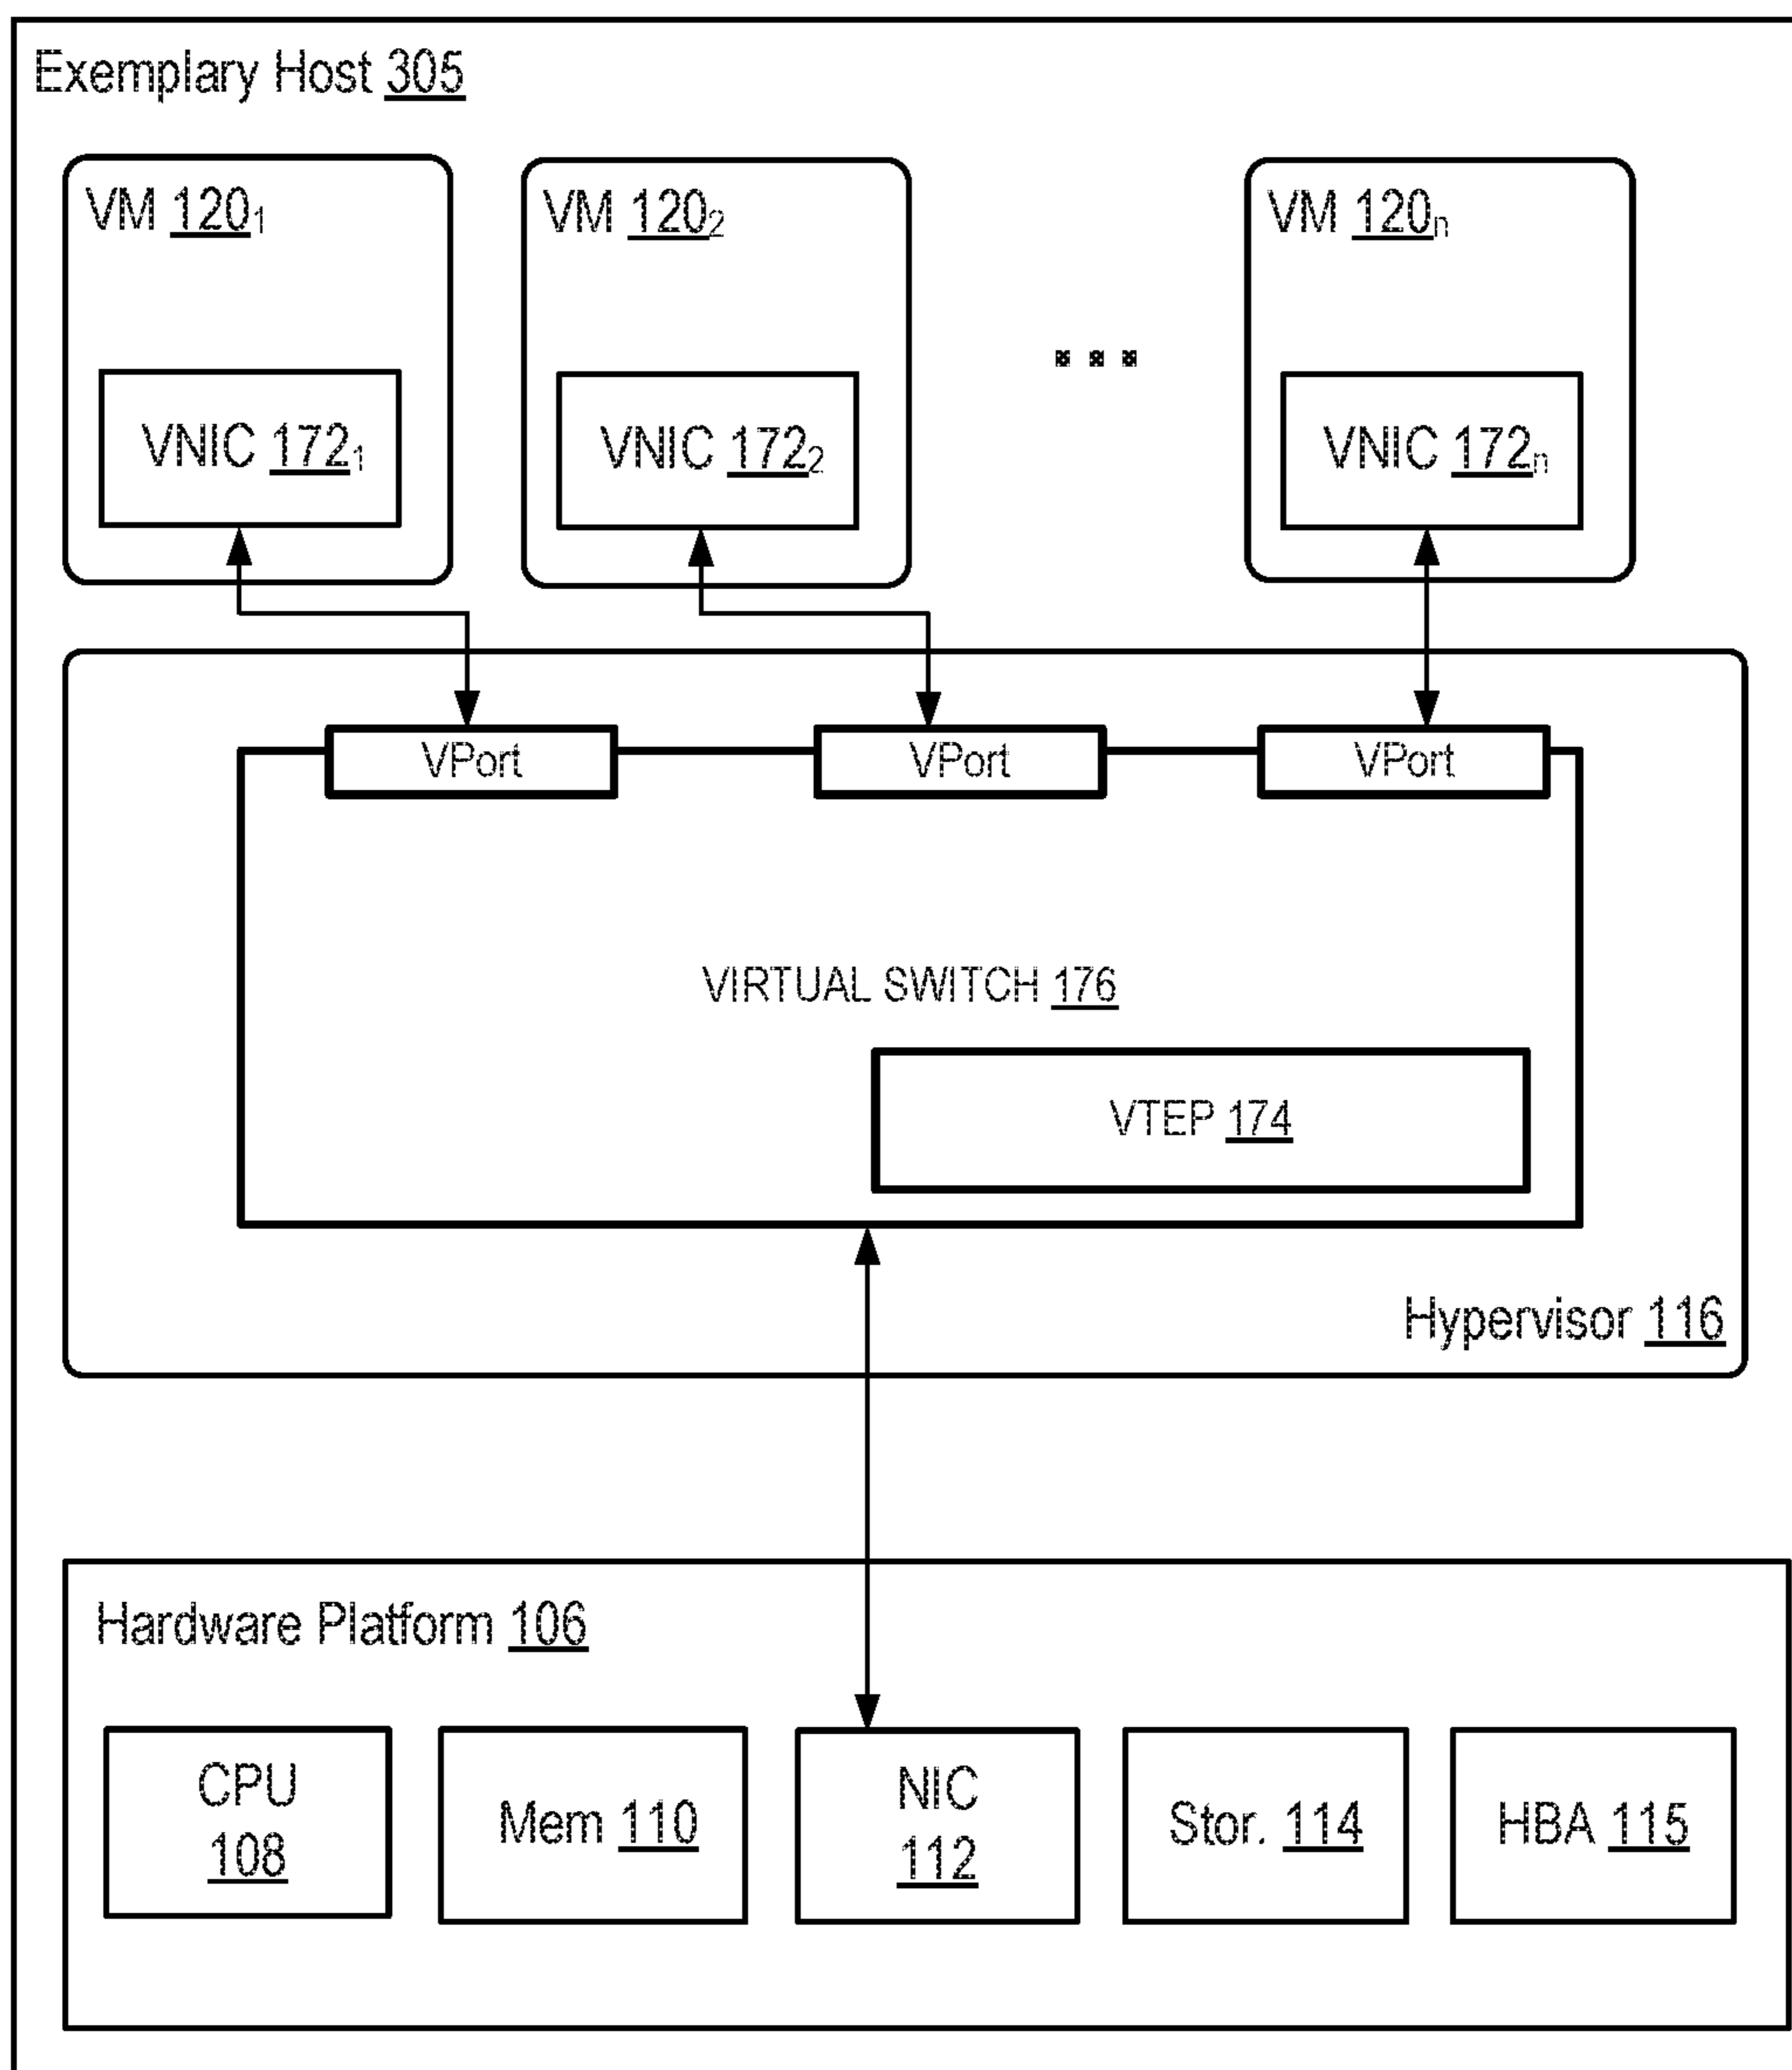 Exemplary Host 305
VM 120₁
VM 120₂
VM 120ₙ
...
VNIC 172₁
VNIC 172₂
VNIC 172ₙ
VPort
VPort
VPort
VIRTUAL SWITCH 176
VTEP 174
Hypervisor 116
Hardware Platform 106
CPU
108
Mem 110
NIC
112
Stor. 114
HBA 115